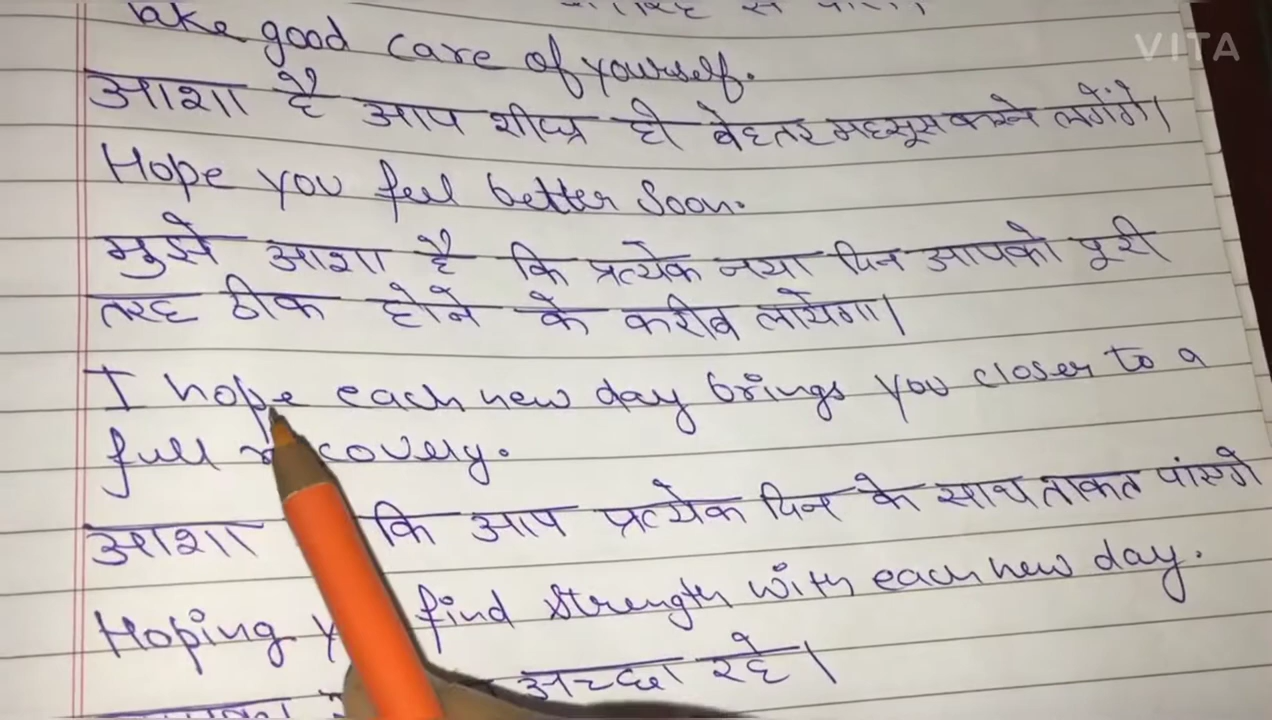 VITA
take good care of yourself.
आशा है आप शीघ्र ही बेहतर महसूस करने लगेंगे।
Hope you feel better soon.
मुझे आशा है कि प्रत्येक नया दिन आपको पूरी
तरह ठीक होने के करीब लायेगा।
I hope each new day brings you closer to a
full recovery.
आशा कि आप प्रत्येक दिन के साथ ताकत पांएगे
Hoping find strength with each new day.
अच्छा रहे।